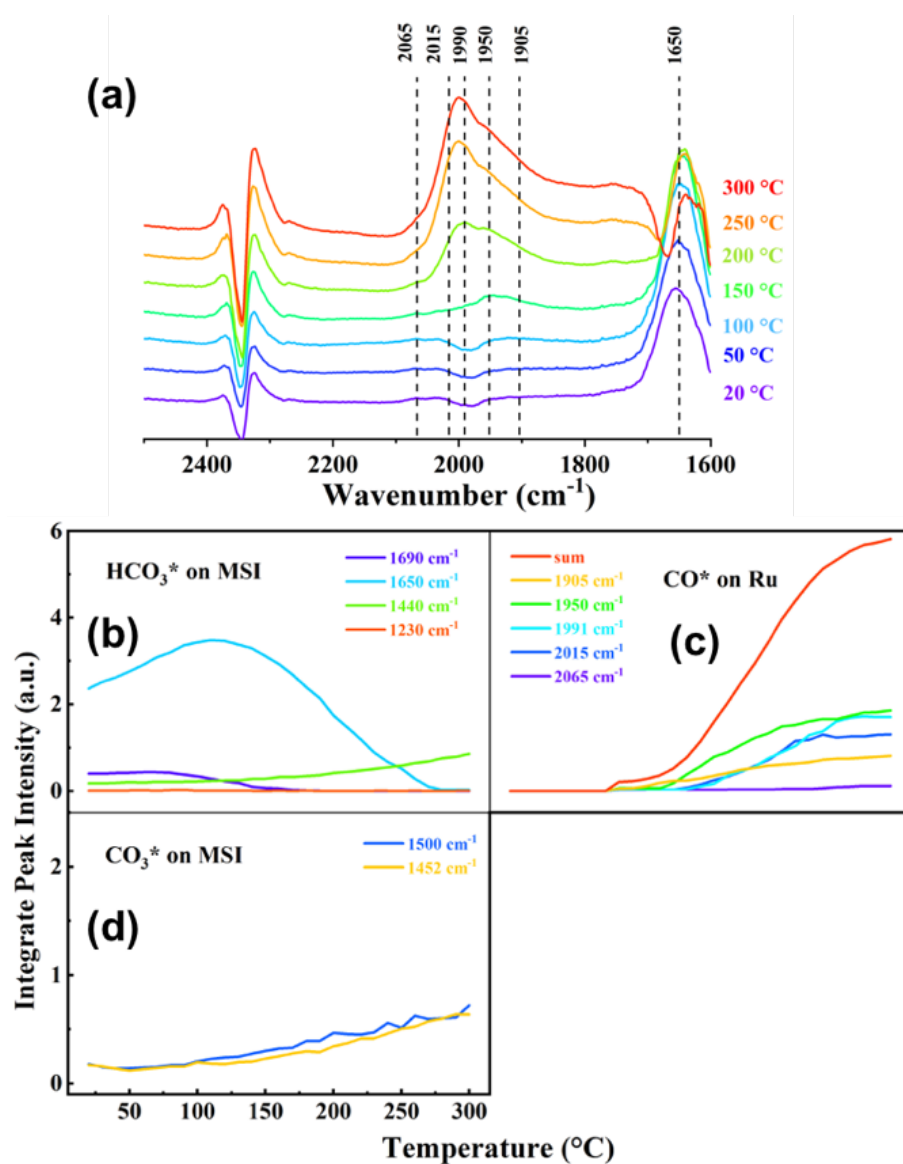 2065
2015
1990
1950
1905
1650
(a)
300 °C
250 °C
200 °C
150 °C
100 °C
50 °C
20 °C
2400
2200
2000
1800
1600
Wavenumber (cm⁻¹)
Integrate Peak Intensity (a.u.)
6
4
2
0
HCO₃* on MSI
(b)
1690 cm⁻¹
1650 cm⁻¹
1440 cm⁻¹
1230 cm⁻¹
sum
1905 cm⁻¹
1950 cm⁻¹
1991 cm⁻¹
2015 cm⁻¹
2065 cm⁻¹
CO* on Ru
(c)
2
1
0
CO₃* on MSI
(d)
1500 cm⁻¹
1452 cm⁻¹
50
100
150
200
250
300
Temperature (°C)